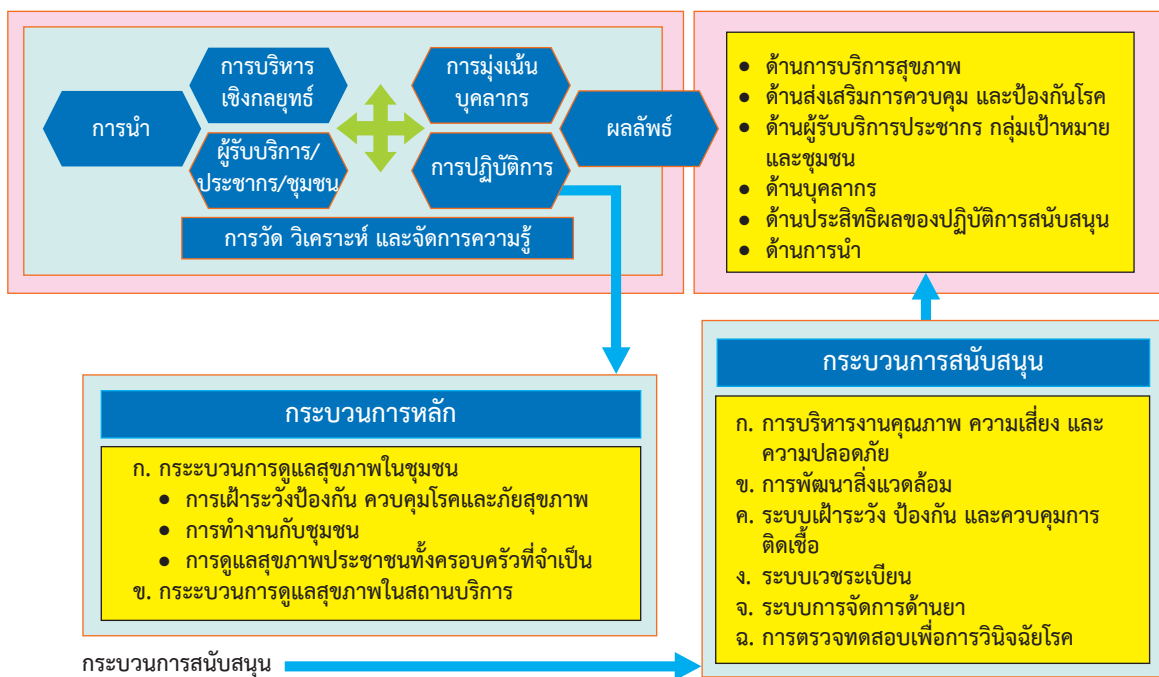 การนำ
การบริหาร
เชิงกลยุทธ์
ผู้รับบริการ/
ประชากร/ชุมชน
การมุ่งเน้น
บุคลากร
การปฏิบัติการ
ผลลัพธ์
การวัด วิเคราะห์ และจัดการความรู้
● ด้านการบริการสุขภาพ
● ด้านส่งเสริมการควบคุม และป้องกันโรค
● ด้านผู้รับบริการประชากร กลุ่มเป้าหมาย
และชุมชน
● ด้านบุคลากร
● ด้านประสิทธิผลของปฏิบัติการสนับสนุน
● ด้านการนำ
กระบวนการหลัก
ก. กระะบวนการดูแลสุขภาพในชุมชน
● การเฝ้าระวังป้องกัน ควบคุมโรคและภัยสุขภาพ
● การทำงานกับชุมชน
● การดูแลสุขภาพประชาชนทั้งครอบครัวที่จำเป็น
ข. กระะบวนการดูแลสุขภาพในสถานบริการ
กระบวนการสนับสนุน
ก. การบริหารงานคุณภาพ ความเสี่ยง และ
ความปลอดภัย
ข. การพัฒนาสิ่งแวดล้อม
ค. ระบบเฝ้าระวัง ป้องกัน และควบคุมการ
ติดเชื้อ
ง. ระบบเวชระเบียน
จ. ระบบการจัดการด้านยา
ฉ. การตรวจทดสอบเพื่อการวินิจฉัยโรค
กระบวนการสนับสนุน